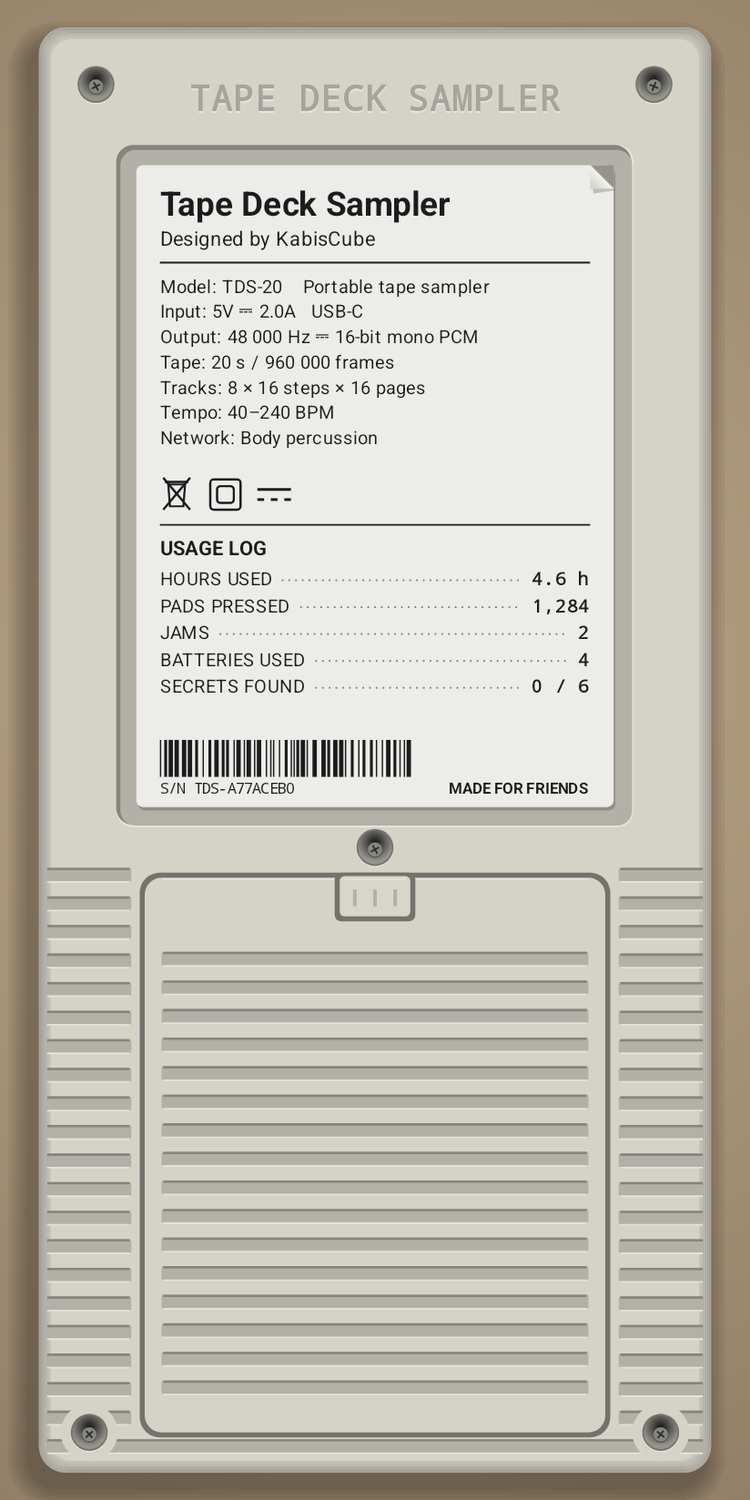 TAPE DECK SAMPLER
Tape Deck Sampler
Designed by KabisCube
Model: TDS-20 Portable tape sampler
Input: 5V ⎓ 2.0A USB-C
Output: 48 000 Hz ⎓ 16-bit mono PCM
Tape: 20 s / 960 000 frames
Tracks: 8 × 16 steps × 16 pages
Tempo: 40–240 BPM
Network: Body percussion
USAGE LOG
HOURS USED 4.6 h
PADS PRESSED 1,284
JAMS 2
BATTERIES USED 4
SECRETS FOUND 0 / 6
S/N TDS-A77ACEB0 MADE FOR FRIENDS